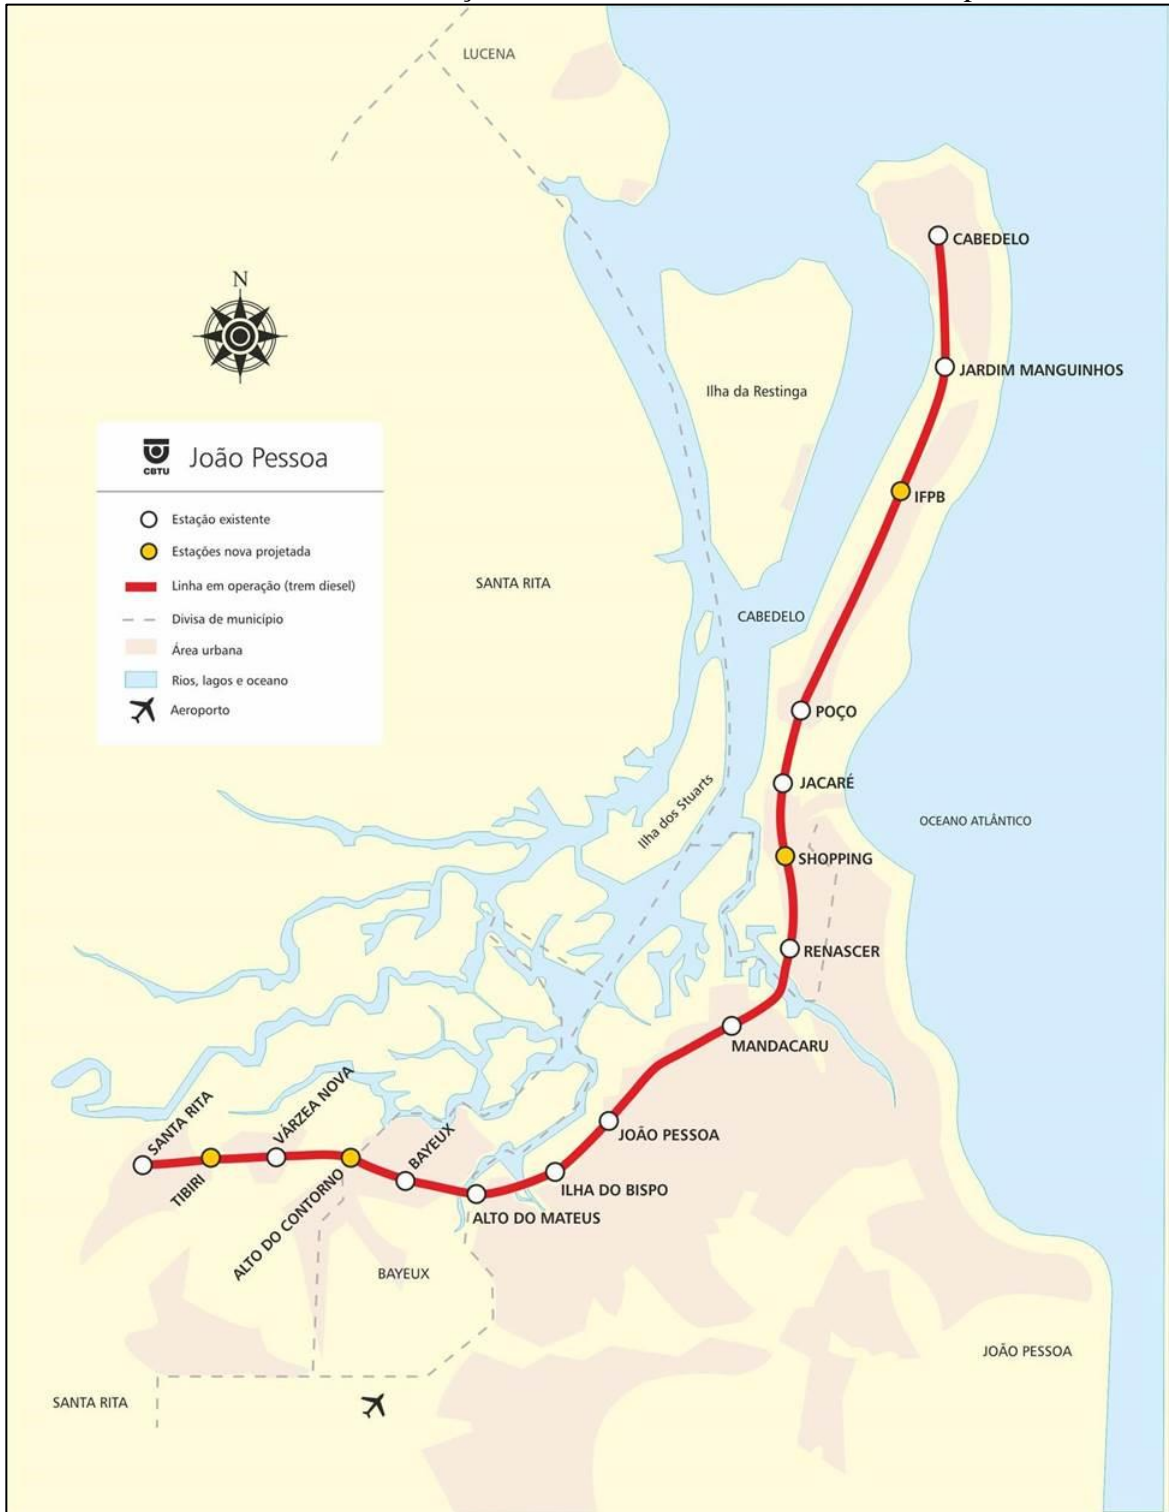 LUCENA
CABEDELO
N
JARDIM MANGUINHOS
Ilha da Restinga
João Pessoa
CBTU
IFPB
Estação existente
Estações nova projetada
SANTA RITA
Linha em operação (trem diesel)
CABEDELO
Divisa de município
Área urbana
Rios, lagos e oceano
Aeroporto
POÇO
JACARÉ
Ilha dos Stuarts
OCEANO ATLÂNTICO
SHOPPING
RENASCER
MANDACARU
SANTA RITA
VÁRZEA NOVA
BAYEUX
JOÃO PESSOA
TIBIRI
ALTO DO CONTORNO
ILHA DO BISPO
ALTO DO MATEUS
BAYEUX
JOÃO PESSOA
SANTA RITA